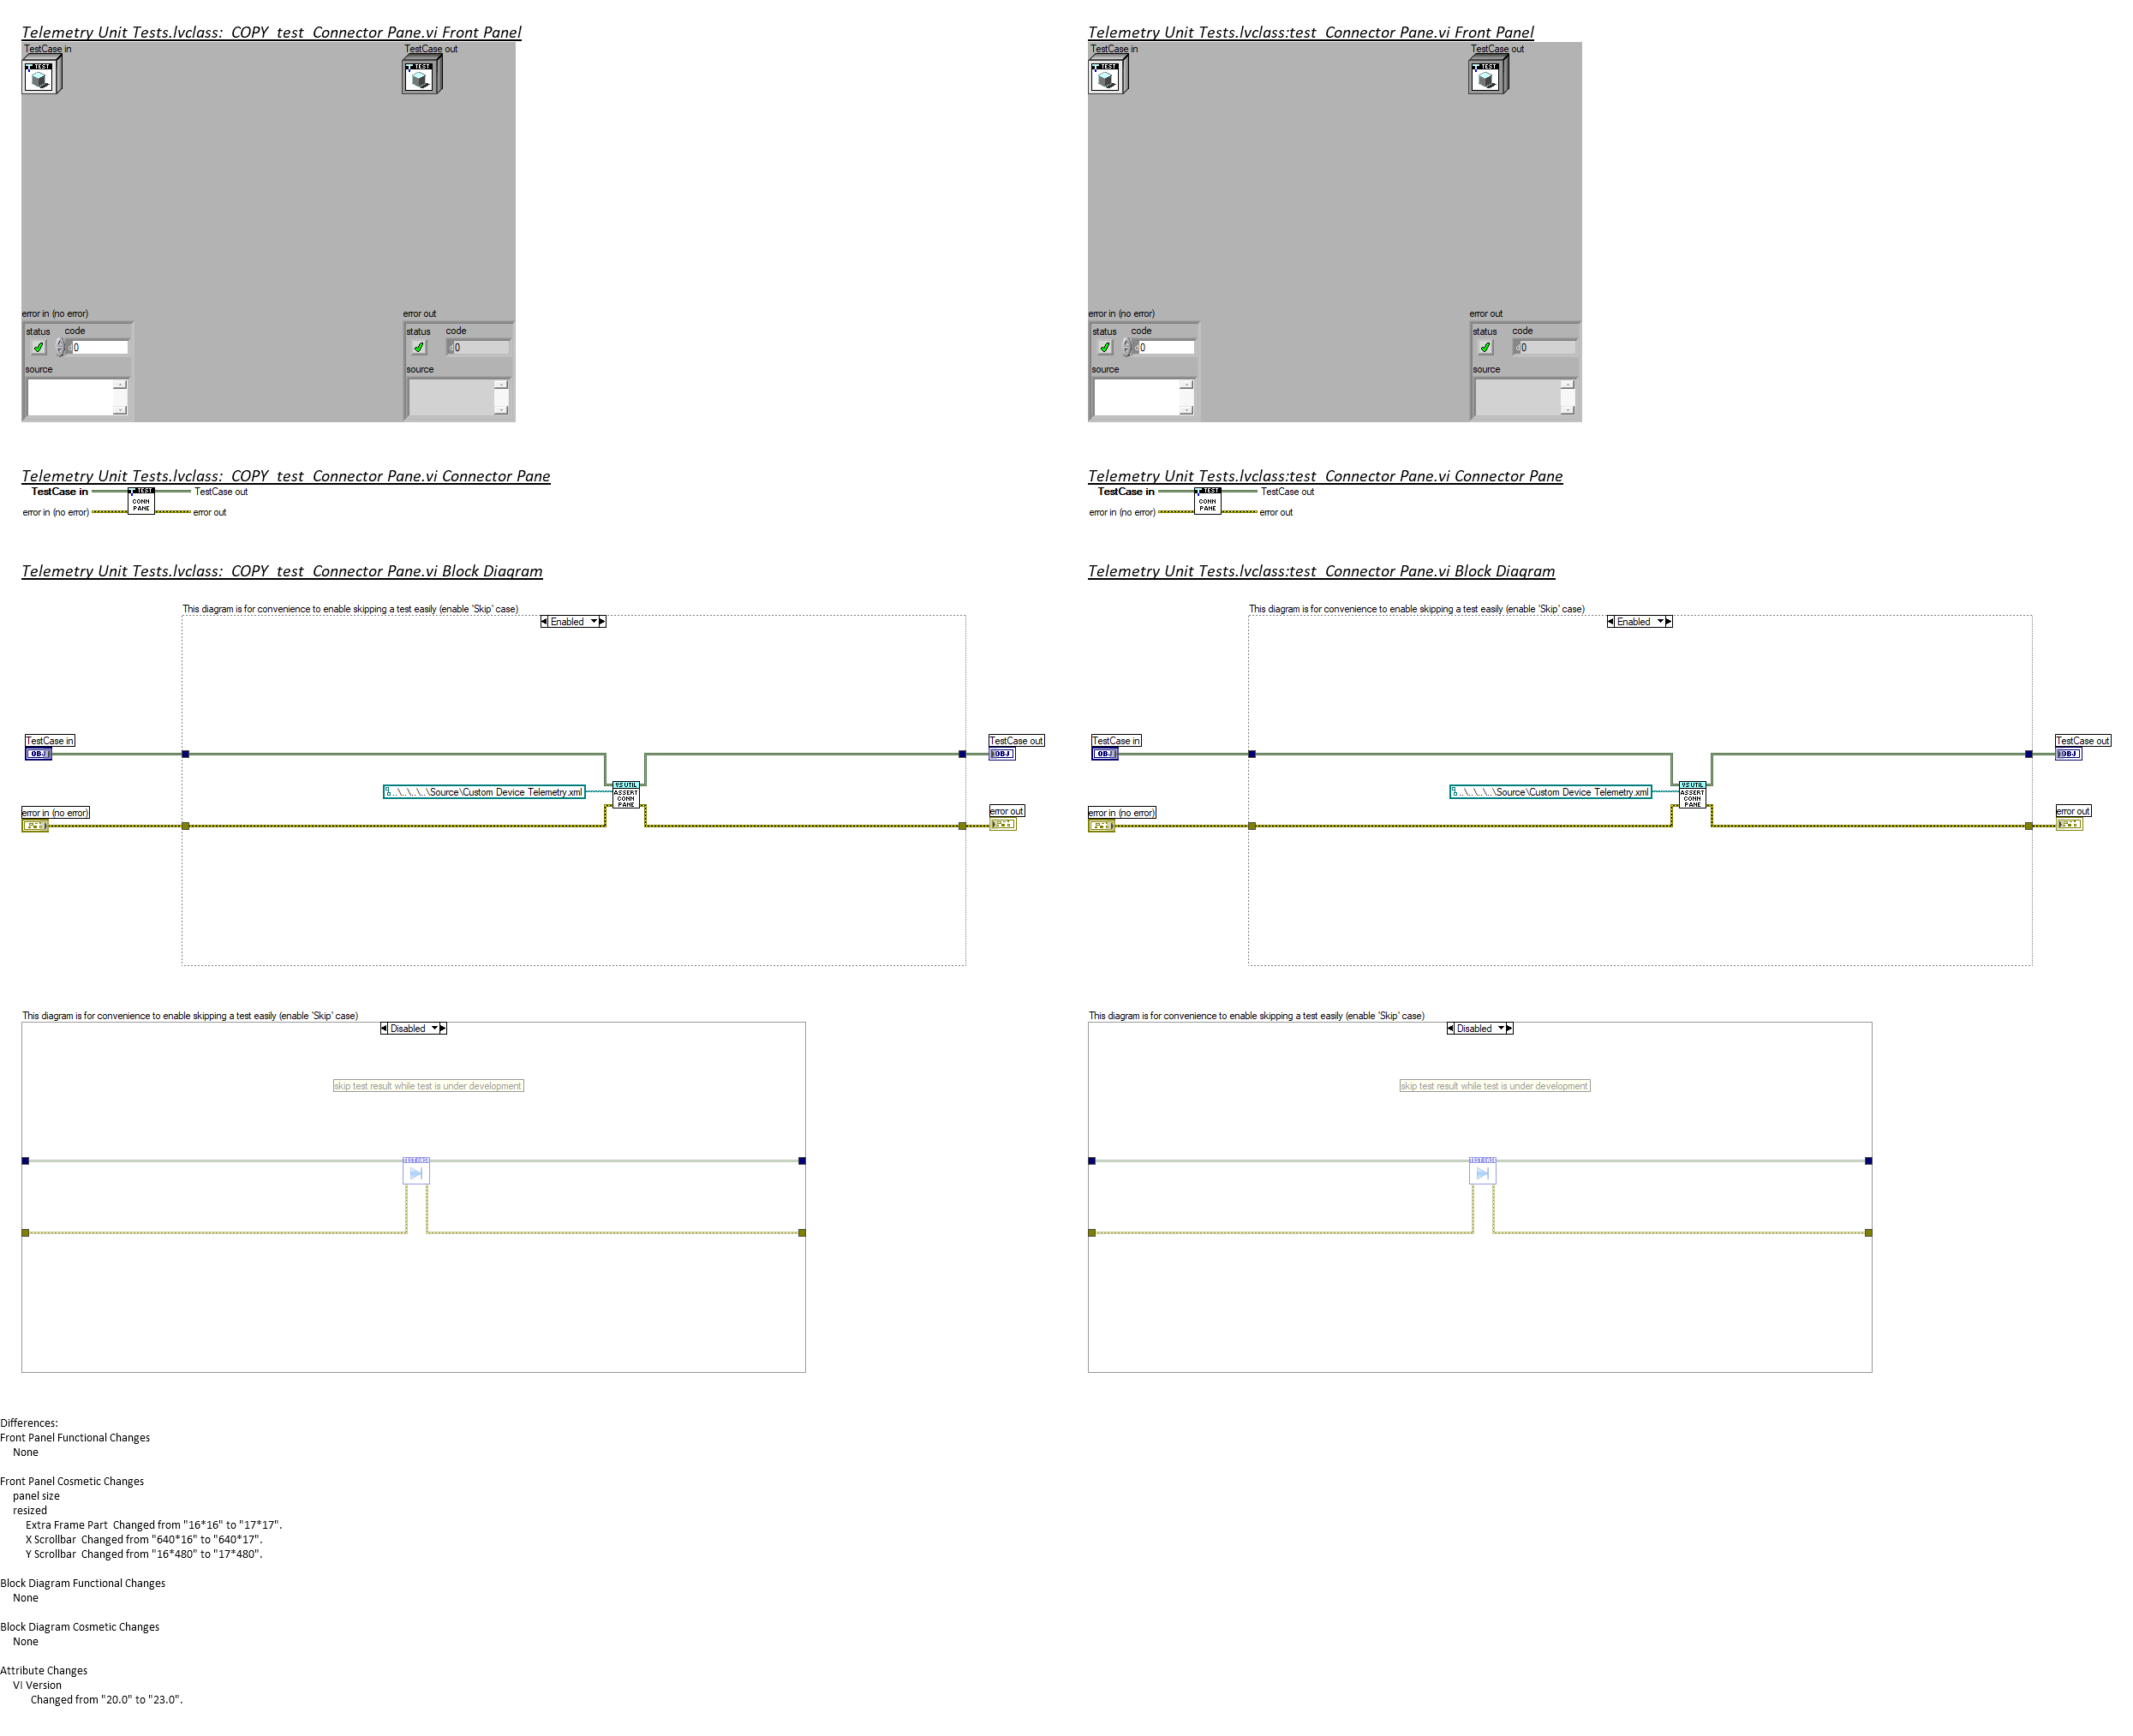 Telemetry Unit Tests.lvclass:_COPY_test_Connector Pane.vi Front Panel
TestCase in
TestCase out
TEST
TEST
error in (no error)
error out
status code
0
source
status code
0
source
Telemetry Unit Tests.lvclass:_COPY_test_Connector Pane.vi Connector Pane
TestCase in
TEST
CONN
PANE
TestCase out
error in (no error)
error out
Telemetry Unit Tests.lvclass:_COPY_test_Connector Pane.vi Block Diagram
This diagram is for convenience to enable skipping a test easily (enable 'Skip' case)
Enabled
TestCase in
OBJ
TestCase out
OBJ
..\..\..\..\Source\Custom Device Telemetry.xml
VS UTIL
ASSERT
CONN
PANE
error in (no error)
error out
This diagram is for convenience to enable skipping a test easily (enable 'Skip' case)
Disabled
skip test result while test is under development
TESTCASE
Telemetry Unit Tests.lvclass:test_Connector Pane.vi Front Panel
TestCase in
TestCase out
TEST
TEST
error in (no error)
error out
status code
0
source
status code
0
source
Telemetry Unit Tests.lvclass:test_Connector Pane.vi Connector Pane
TestCase in
TEST
CONN
PANE
TestCase out
error in (no error)
error out
Telemetry Unit Tests.lvclass:test_Connector Pane.vi Block Diagram
This diagram is for convenience to enable skipping a test easily (enable 'Skip' case)
Enabled
TestCase in
OBJ
TestCase out
OBJ
..\..\..\..\Source\Custom Device Telemetry.xml
VS UTIL
ASSERT
CONN
PANE
error in (no error)
error out
This diagram is for convenience to enable skipping a test easily (enable 'Skip' case)
Disabled
skip test result while test is under development
TESTCASE
Differences:
Front Panel Functional Changes
None
Front Panel Cosmetic Changes
panel size
resized
Extra Frame Part  Changed from "16*16" to "17*17".
X Scrollbar  Changed from "640*16" to "640*17".
Y Scrollbar  Changed from "16*480" to "17*480".
Block Diagram Functional Changes
None
Block Diagram Cosmetic Changes
None
Attribute Changes
VI Version
Changed from "20.0" to "23.0".